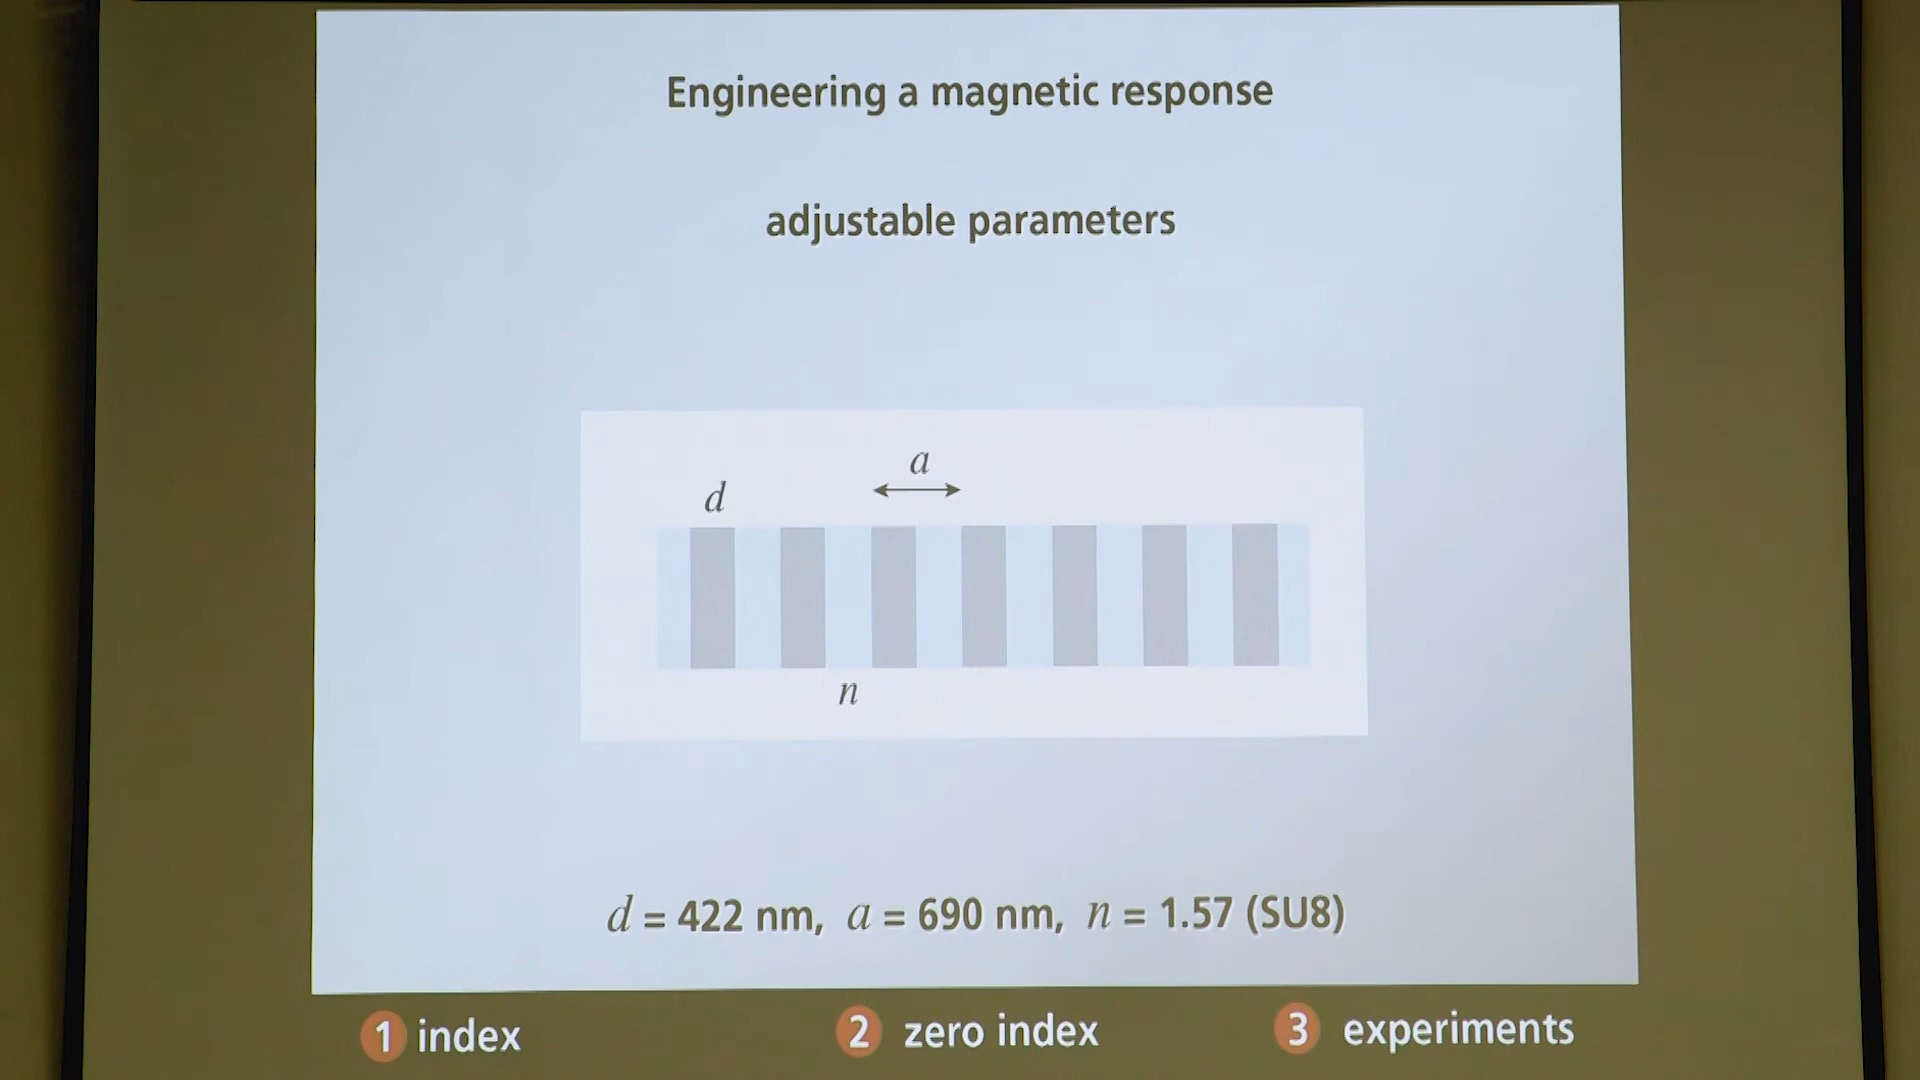 Engineering a magnetic response
adjustable parameters
a
d
n
d = 422 nm, a = 690 nm, n = 1.57 (SU8)
1 index
2 zero index
3 experiments